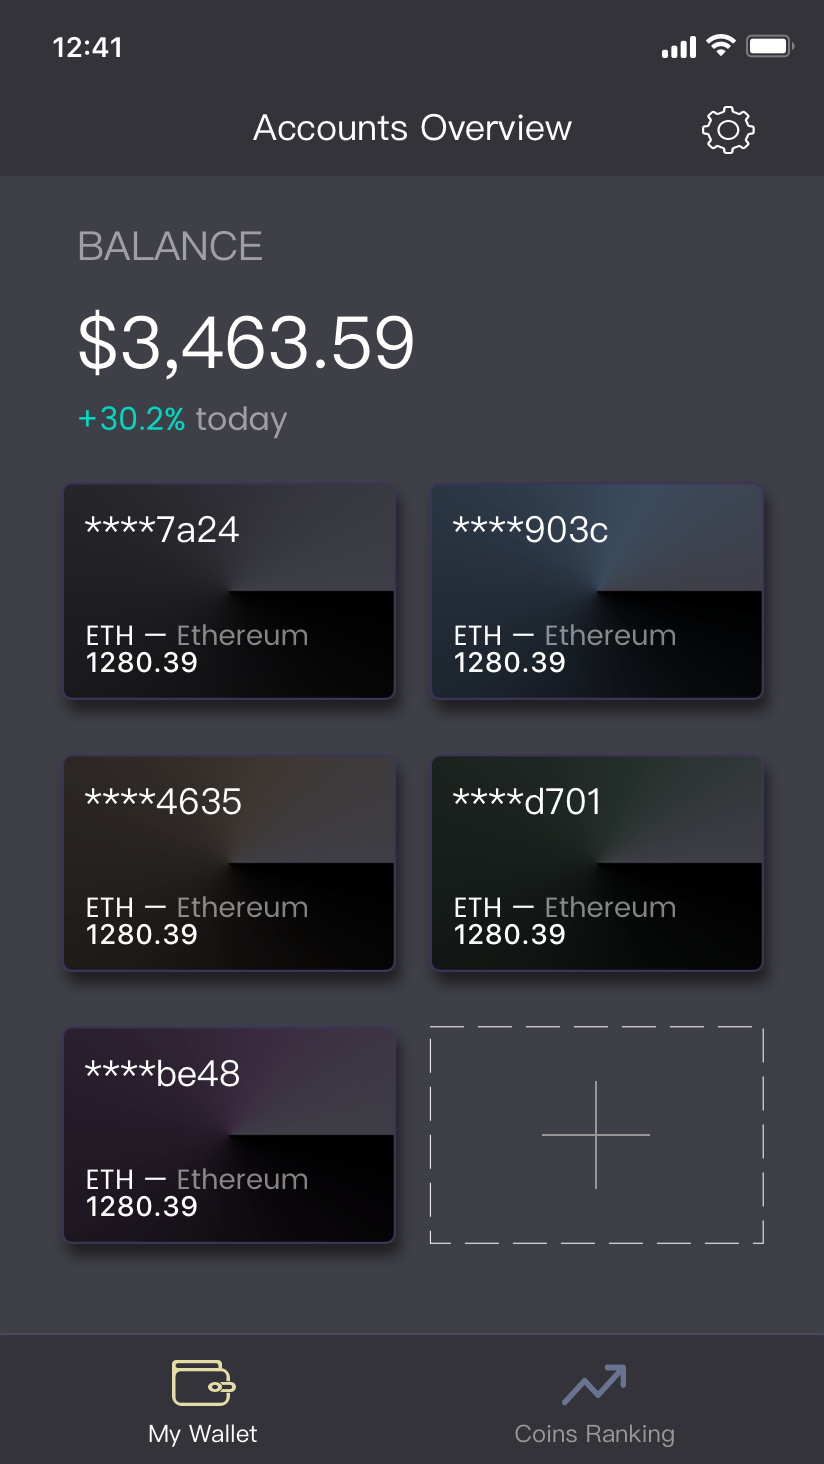 12:41
Accounts Overview
BALANCE
$3,463.59
+30.2% today
****7a24
ETH — Ethereum
1280.39
****903c
ETH — Ethereum
1280.39
****4635
ETH — Ethereum
1280.39
****d701
ETH — Ethereum
1280.39
****be48
ETH — Ethereum
1280.39
My Wallet
Coins Ranking